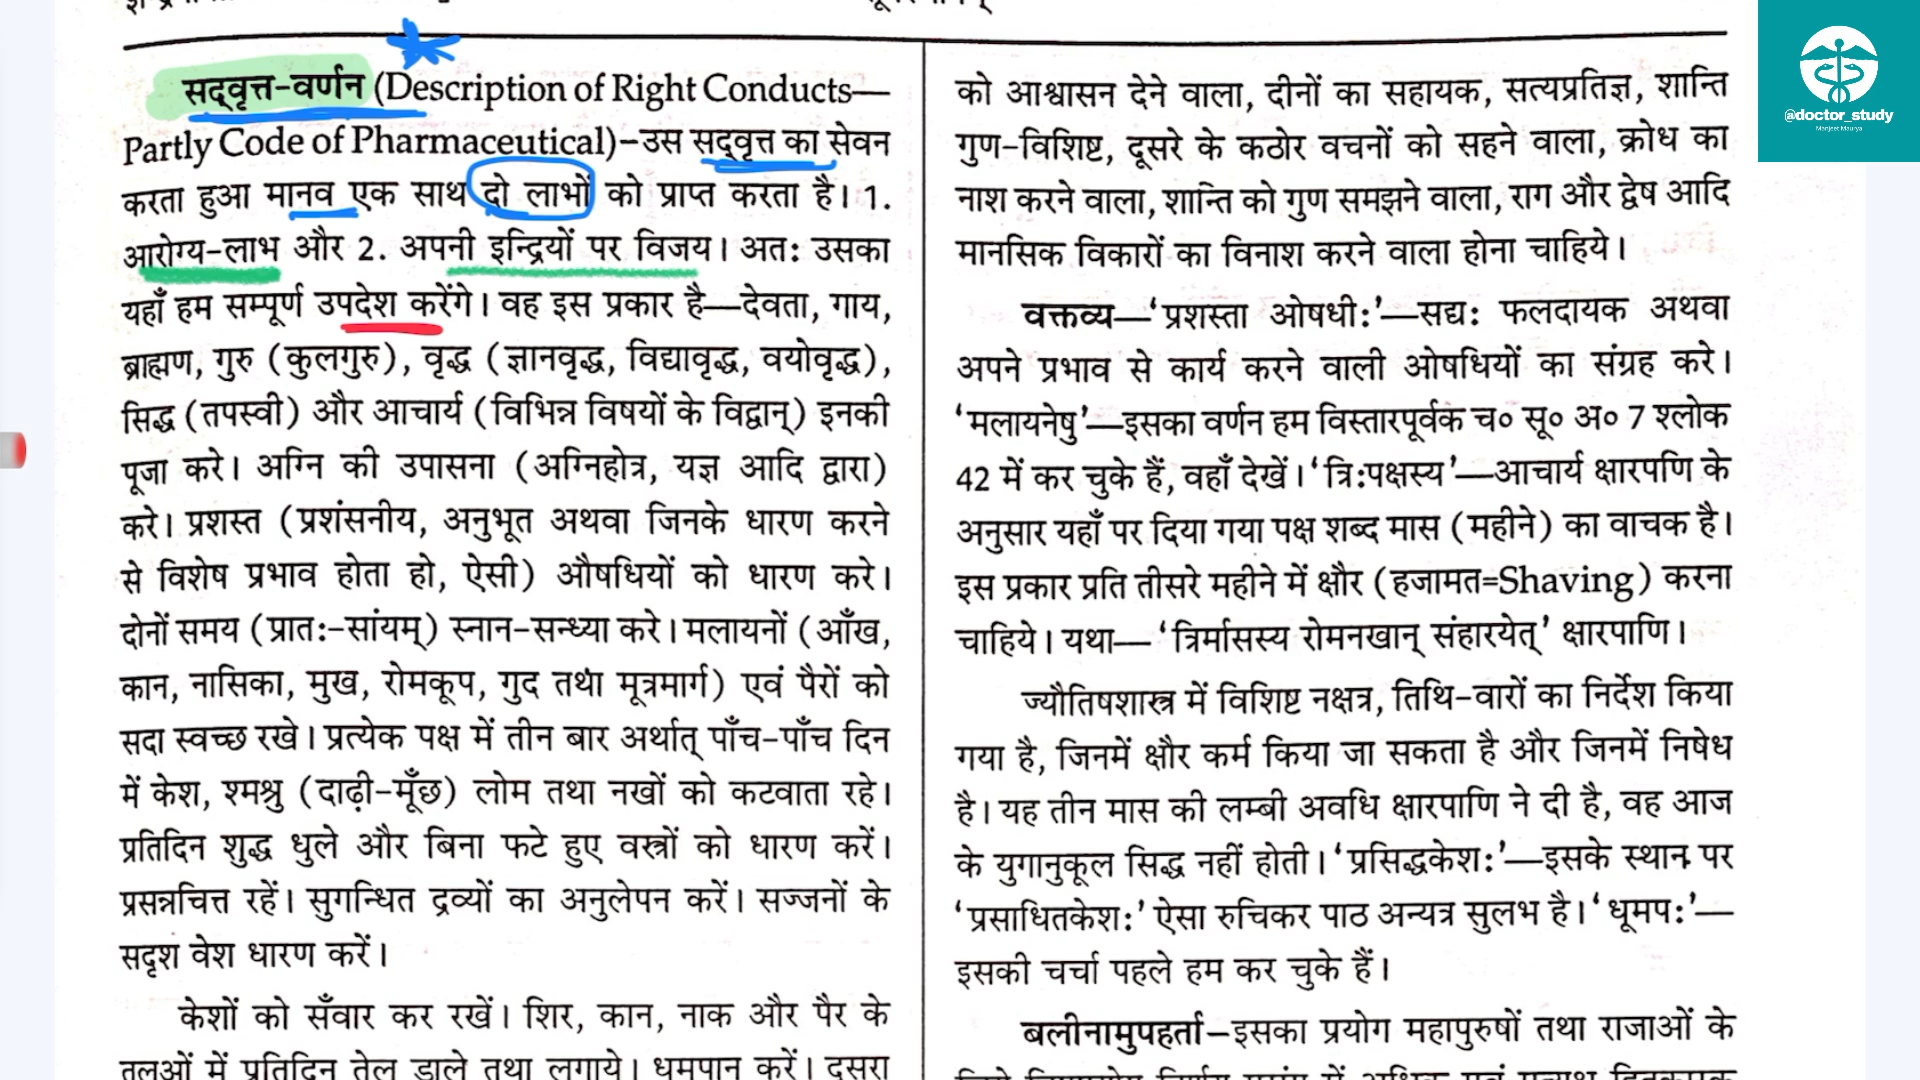 सद्वृत्त-वर्णन (Description of Right Conducts—
Partly Code of Pharmaceutical)-उस सद्वृत्त का सेवन
करता हुआ मानव एक साथ दो लाभों को प्राप्त करता है। 1.
आरोग्य-लाभ और 2. अपनी इन्द्रियों पर विजय। अतः उसका
यहाँ हम सम्पूर्ण उपदेश करेंगे। वह इस प्रकार है—देवता, गाय,
ब्राह्मण, गुरु (कुलगुरु), वृद्ध (ज्ञानवृद्ध, विद्यावृद्ध, वयोवृद्ध),
सिद्ध (तपस्वी) और आचार्य (विभिन्न विषयों के विद्वान्) इनकी
पूजा करे। अग्नि की उपासना (अग्निहोत्र, यज्ञ आदि द्वारा)
करे। प्रशस्त (प्रशंसनीय, अनुभूत अथवा जिनके धारण करने
से विशेष प्रभाव होता हो, ऐसी) औषधियों को धारण करे।
दोनों समय (प्रातः-सांयम्) स्नान-सन्ध्या करे। मलायनों (आँख,
कान, नासिका, मुख, रोमकूप, गुद तथा मूत्रमार्ग) एवं पैरों को
सदा स्वच्छ रखे। प्रत्येक पक्ष में तीन बार अर्थात् पाँच-पाँच दिन
में केश, श्मश्रु (दाढ़ी-मूँछ) लोम तथा नखों को कटवाता रहे।
प्रतिदिन शुद्ध धुले और बिना फटे हुए वस्त्रों को धारण करें।
प्रसन्नचित्त रहें। सुगन्धित द्रव्यों का अनुलेपन करें। सज्जनों के
सदृश वेश धारण करें।
केशों को सँवार कर रखें। शिर, कान, नाक और पैर के
तलुओं में प्रतिदिन तेल डाले तथा लगाये। धूमपान करें। दूसरों
को आश्वासन देने वाला, दीनों का सहायक, सत्यप्रतिज्ञ, शान्ति
गुण-विशिष्ट, दूसरे के कठोर वचनों को सहने वाला, क्रोध का
नाश करने वाला, शान्ति को गुण समझने वाला, राग और द्वेष आदि
मानसिक विकारों का विनाश करने वाला होना चाहिये।
वक्तव्य—'प्रशस्ता ओषधीः'—सद्यः फलदायक अथवा
अपने प्रभाव से कार्य करने वाली ओषधियों का संग्रह करे।
'मलायनेषु'—इसका वर्णन हम विस्तारपूर्वक च० सू० अ० 7 श्लोक
42 में कर चुके हैं, वहाँ देखें। 'त्रिःपक्षस्य'—आचार्य क्षारपणि के
अनुसार यहाँ पर दिया गया पक्ष शब्द मास (महीने) का वाचक है।
इस प्रकार प्रति तीसरे महीने में क्षौर (हजामत=Shaving) करना
चाहिये। यथा—'त्रिर्मासस्य रोमनखान् संहारयेत्' क्षारपाणि।
ज्यौतिषशास्त्र में विशिष्ट नक्षत्र, तिथि-वारों का निर्देश किया
गया है, जिनमें क्षौर कर्म किया जा सकता है और जिनमें निषेध
है। यह तीन मास की लम्बी अवधि क्षारपाणि ने दी है, वह आज
के युगानुकूल सिद्ध नहीं होती। 'प्रसिद्धकेशः'—इसके स्थान पर
'प्रसाधितकेशः' ऐसा रुचिकर पाठ अन्यत्र सुलभ है। 'धूमपः'—
इसकी चर्चा पहले हम कर चुके हैं।
बलीनामुपहर्ता-इसका प्रयोग महापुरुषों तथा राजाओं के
@doctor_study
Manjeet Maurya